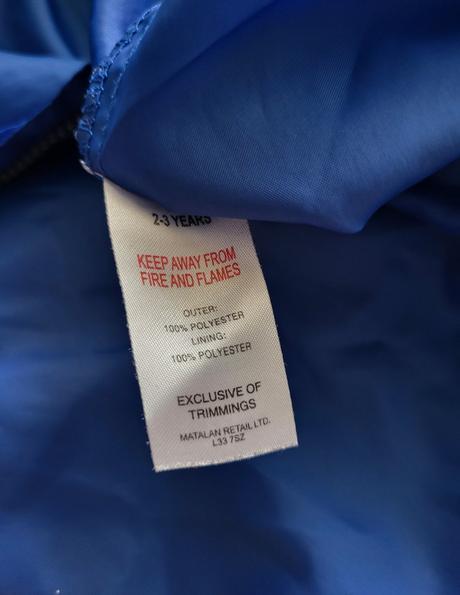 2-3 YEARS
KEEP AWAY FROM
FIRE AND FLAMES
OUTER:
100% POLYESTER
LINING:
100% POLYESTER
EXCLUSIVE OF
TRIMMINGS
MATALAN RETAIL LTD.
L33 7SZ